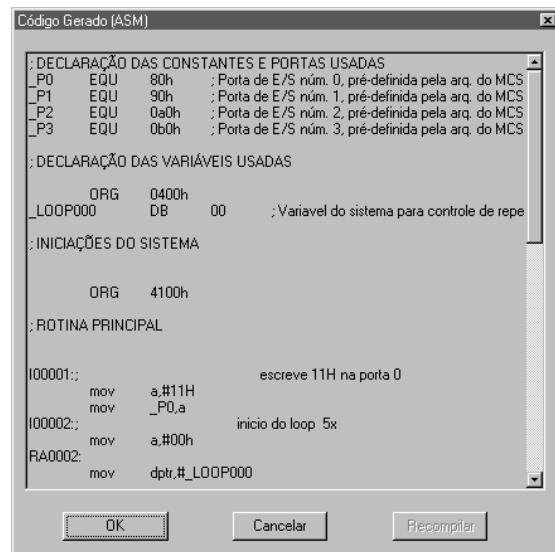 Código Gerado (ASM)
; DECLARAÇÃO DAS CONSTANTES E PORTAS USADAS
_P0 EQU 80h ; Porta de E/S núm. 0, pré-definida pela arq. do MCS
_P1 EQU 90h ; Porta de E/S núm. 1, pré-definida pela arq. do MCS
_P2 EQU 0a0h ; Porta de E/S núm. 2, pré-definida pela arq. do MCS
_P3 EQU 0b0h ; Porta de E/S núm. 3, pré-definida pela arq. do MCS
; DECLARAÇÃO DAS VARIÁVEIS USADAS
ORG 0400h
_LOOP000 DB 00 ; Variavel do sistema para controle de repe
; INICIAÇÕES DO SISTEMA
ORG 4100h
; ROTINA PRINCIPAL
I00001:; escreve 11H na porta 0
mov a,#11H
mov _P0,a
I00002:; inicio do loop 5x
mov a,#00h
RA0002:
mov dptr,#_LOOP000
OK Cancelar Recompilar